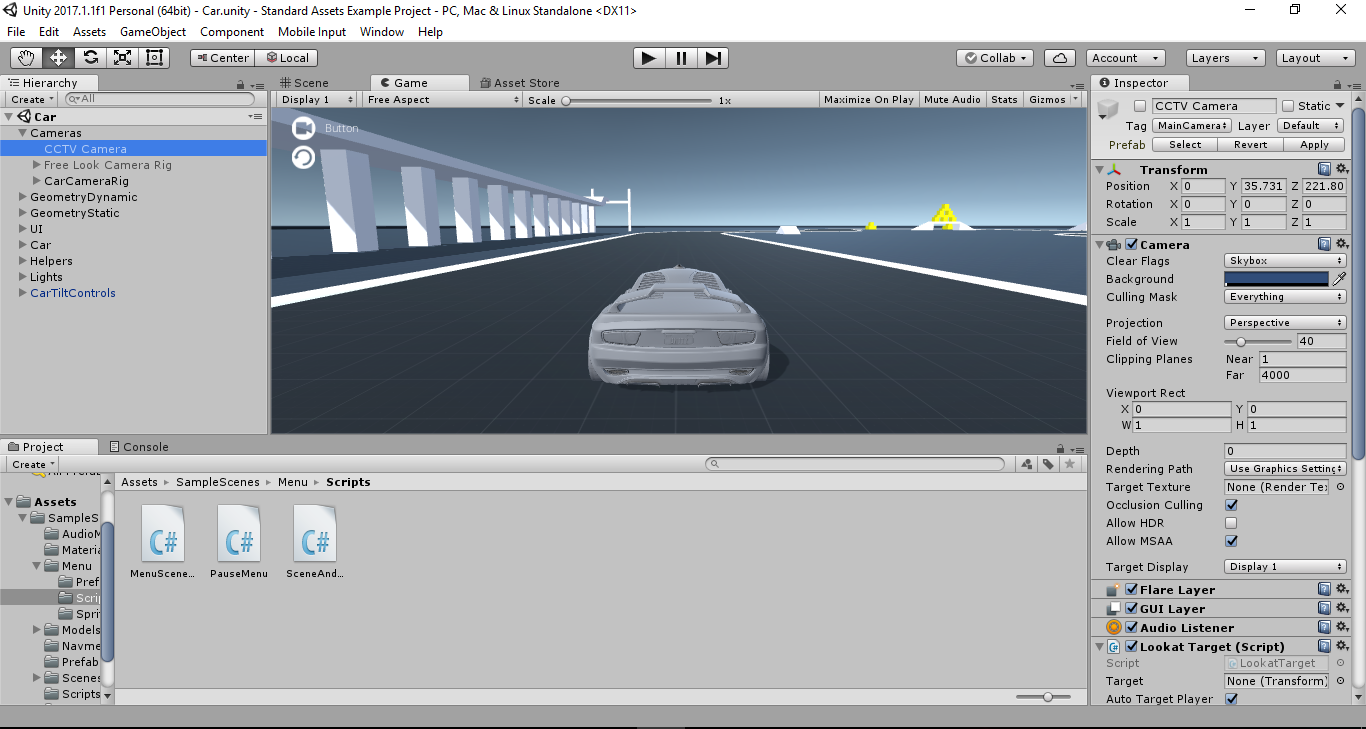 Unity 2017.1.1f1 Personal (64bit) - Car.unity - Standard Assets Example Project - PC, Mac & Linux Standalone <DX11>
File Edit Assets GameObject Component Mobile Input Window Help
Center Local Collab Account Layers Layout
Hierarchy
Create All
Car
Cameras
CCTV Camera
Free Look Camera Rig
CarCameraRig
GeometryDynamic
GeometryStatic
UI
Car
Helpers
Lights
CarTiltControls
Scene Game Asset Store
Display 1 Free Aspect Scale 1x Maximize On Play Mute Audio Stats Gizmos
Button
Project Console
Create
Assets
SampleS
AudioM
Materia
Menu
Pref
Scrip
Sprit
Models
Navme
Prefab
Scenes
Scripts
Assets SampleScenes Menu Scripts
C# C# C#
MenuScene... PauseMenu SceneAnd...
Inspector
CCTV Camera Static
Tag MainCamera Layer Default
Prefab Select Revert Apply
Transform
Position X 0 Y 35.731 Z 221.80
Rotation X 0 Y 0 Z 0
Scale X 1 Y 1 Z 1
Camera
Clear Flags Skybox
Background
Culling Mask Everything
Projection Perspective
Field of View 40
Clipping Planes Near 1
Far 4000
Viewport Rect
X 0 Y 0
W 1 H 1
Depth 0
Rendering Path Use Graphics Setting
Target Texture None (Render Te
Occlusion Culling
Allow HDR
Allow MSAA
Target Display Display 1
Flare Layer
GUI Layer
Audio Listener
Lookat Target (Script)
Script LookatTarget
Target None (Transform)
Auto Target Player